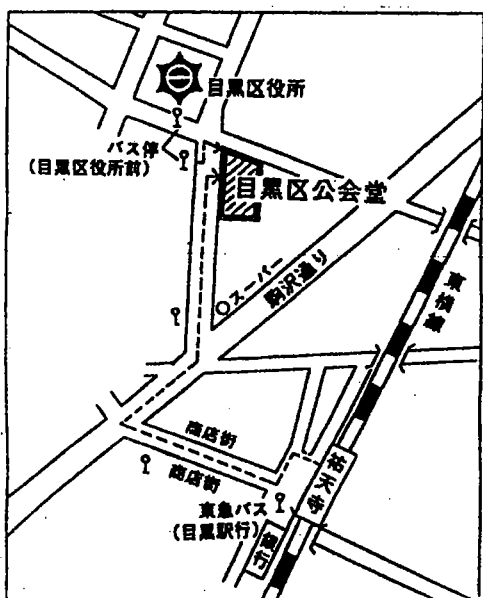 目黒区役所
バス停
(目黒区役所前)
目黒区公会堂
スーパー
駒沢通り
東横線
商店街
商店街
祐天寺
東急バス
(目黒駅行)
銀行